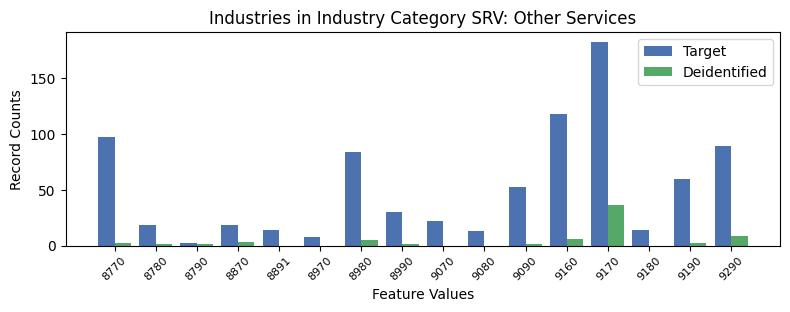 Industries in Industry Category SRV: Other Services
Target
Deidentified
Record Counts
150
100
50
0
8770 8780 8790 8870 8891 8970 8980 8990 9070 9080 9090 9160 9170 9180 9190 9290
Feature Values